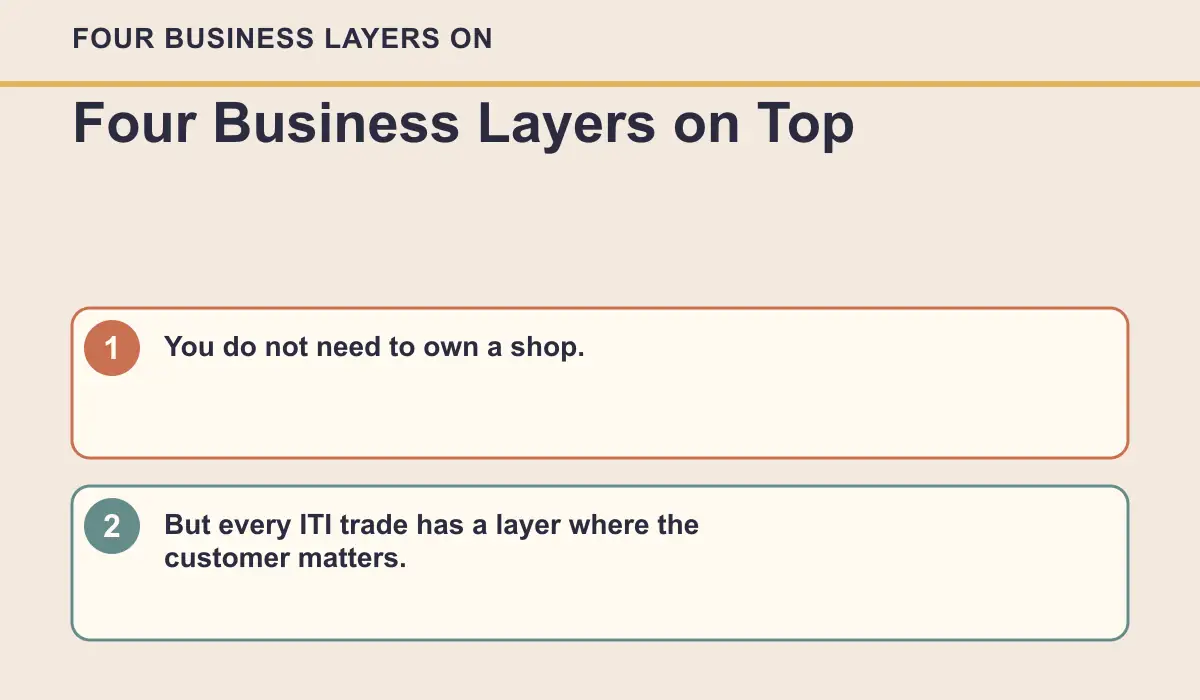 FOUR BUSINESS LAYERS ON
Four Business Layers on Top
1
You do not need to own a shop.
2
But every ITI trade has a layer where the
customer matters.